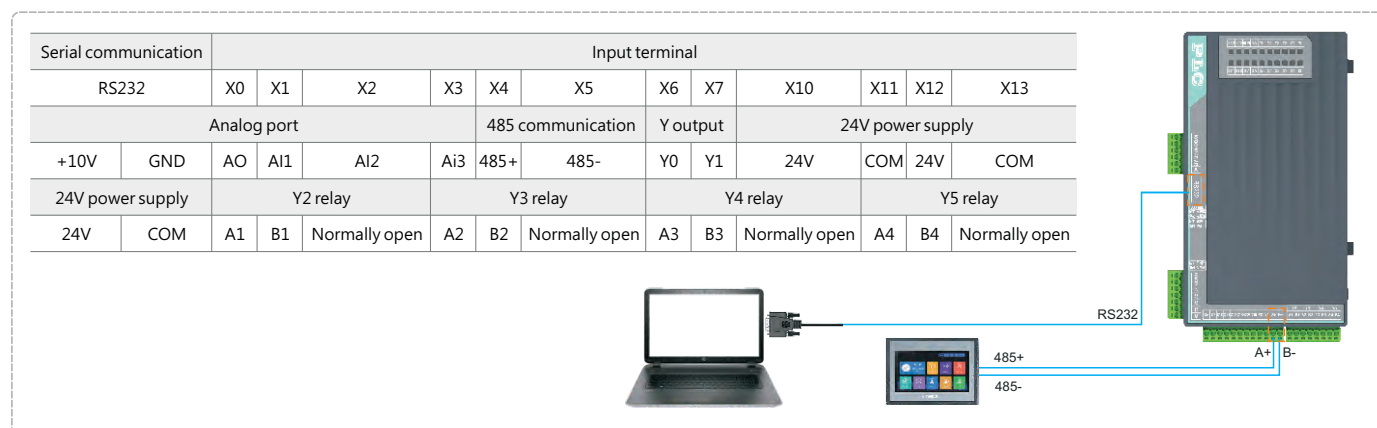 Serial communication Input terminal
RS232 X0 X1 X2 X3 X4 X5 X6 X7 X10 X11 X12 X13
Analog port 485 communication Y output 24V power supply
+10V GND AO AI1 AI2 Ai3 485+ 485- Y0 Y1 24V COM 24V COM
24V power supply Y2 relay Y3 relay Y4 relay Y5 relay
24V COM A1 B1 Normally open A2 B2 Normally open A3 B3 Normally open A4 B4 Normally open
PLC
RS232
A+ B-
485+
485-